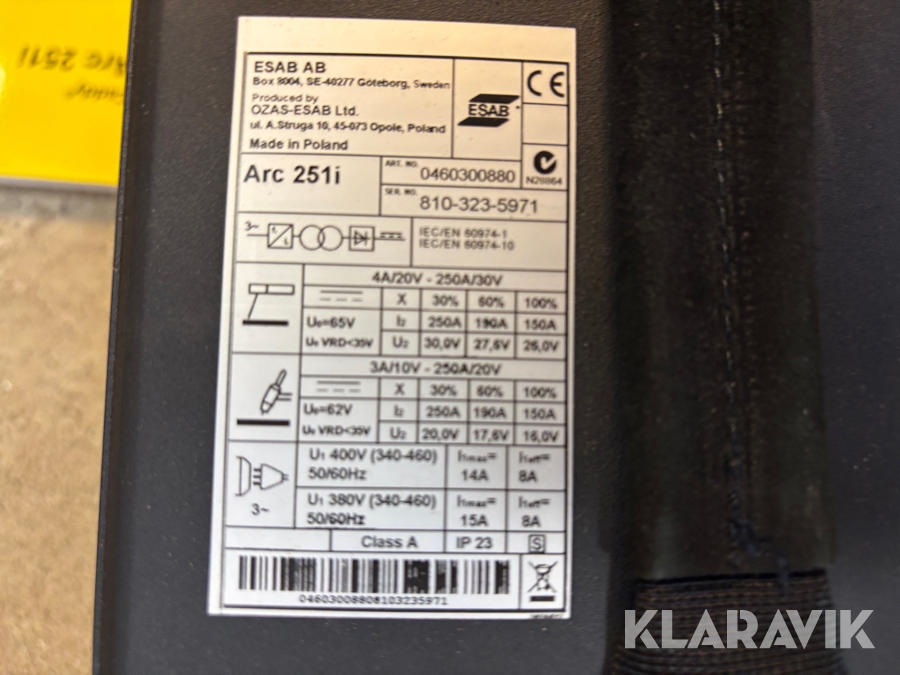 Caddy®
Arc 251i
ESAB AB
Box 8004, SE-40277 Göteborg, Sweden
Produced by
OZAS-ESAB Ltd.
ul. A.Struga 10, 45-073 Opole, Poland
Made in Poland
ESAB
CE
N28864
Arc 251i
ART. NO.
0460300880
SER. NO.
810-323-5971
3~
IEC/EN 60974-1
IEC/EN 60974-10
4A/20V - 250A/30V
X 30% 60% 100%
U₀=65V I₂ 250A 190A 150A
U₀ VRD<35V U₂ 30,0V 27,6V 26,0V
3A/10V - 250A/20V
X 30% 60% 100%
U₀=62V I₂ 250A 190A 150A
U₀ VRD<35V U₂ 20,0V 17,6V 16,0V
U₁ 400V (340-460) I₁max= I₁eff=
50/60Hz 14A 8A
3~
U₁ 380V (340-460) I₁max= I₁eff=
50/60Hz 15A 8A
Class A IP 23 S
04603008808103235971
KLARAVIK